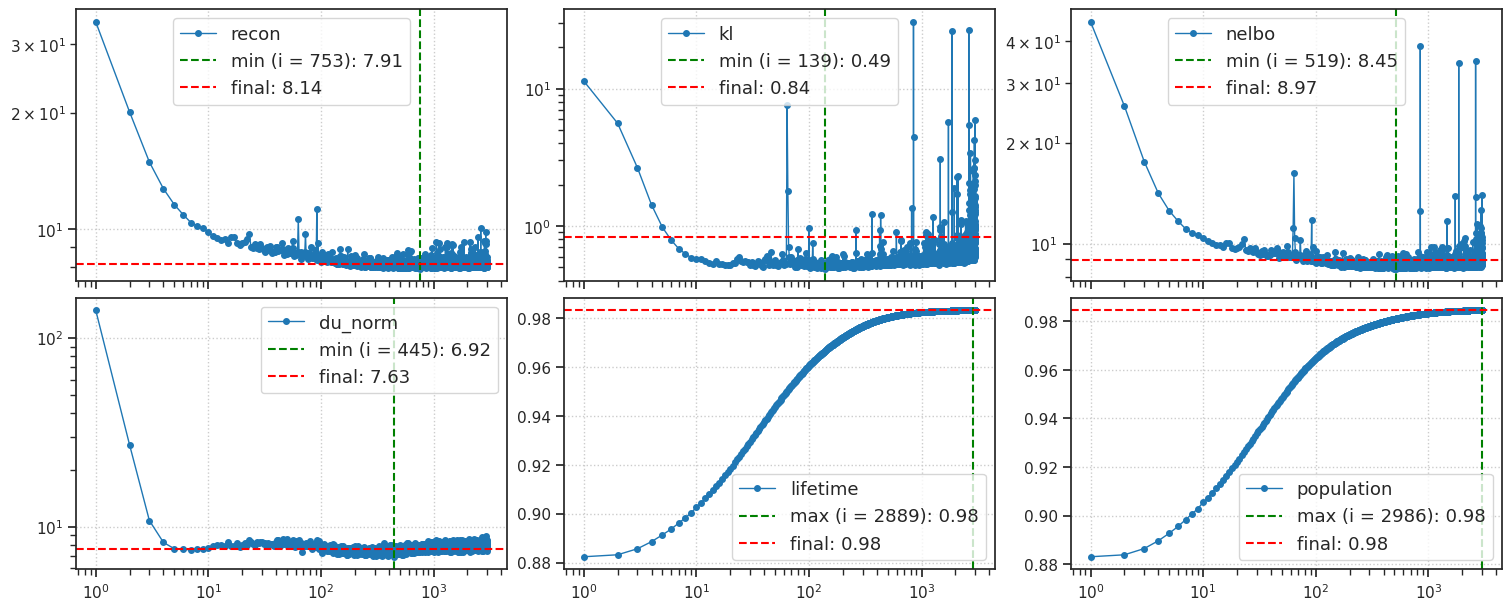 3 × 10¹
2 × 10¹
10¹
recon
min (i = 753): 7.91
final: 8.14
10¹
10⁰
kl
min (i = 139): 0.49
final: 0.84
4 × 10¹
3 × 10¹
2 × 10¹
10¹
nelbo
min (i = 519): 8.45
final: 8.97
10²
10¹
du_norm
min (i = 445): 6.92
final: 7.63
10⁰ 10¹ 10² 10³
0.98
0.96
0.94
0.92
0.90
0.88
lifetime
max (i = 2889): 0.98
final: 0.98
10⁰ 10¹ 10² 10³
0.98
0.96
0.94
0.92
0.90
0.88
population
max (i = 2986): 0.98
final: 0.98
10⁰ 10¹ 10² 10³